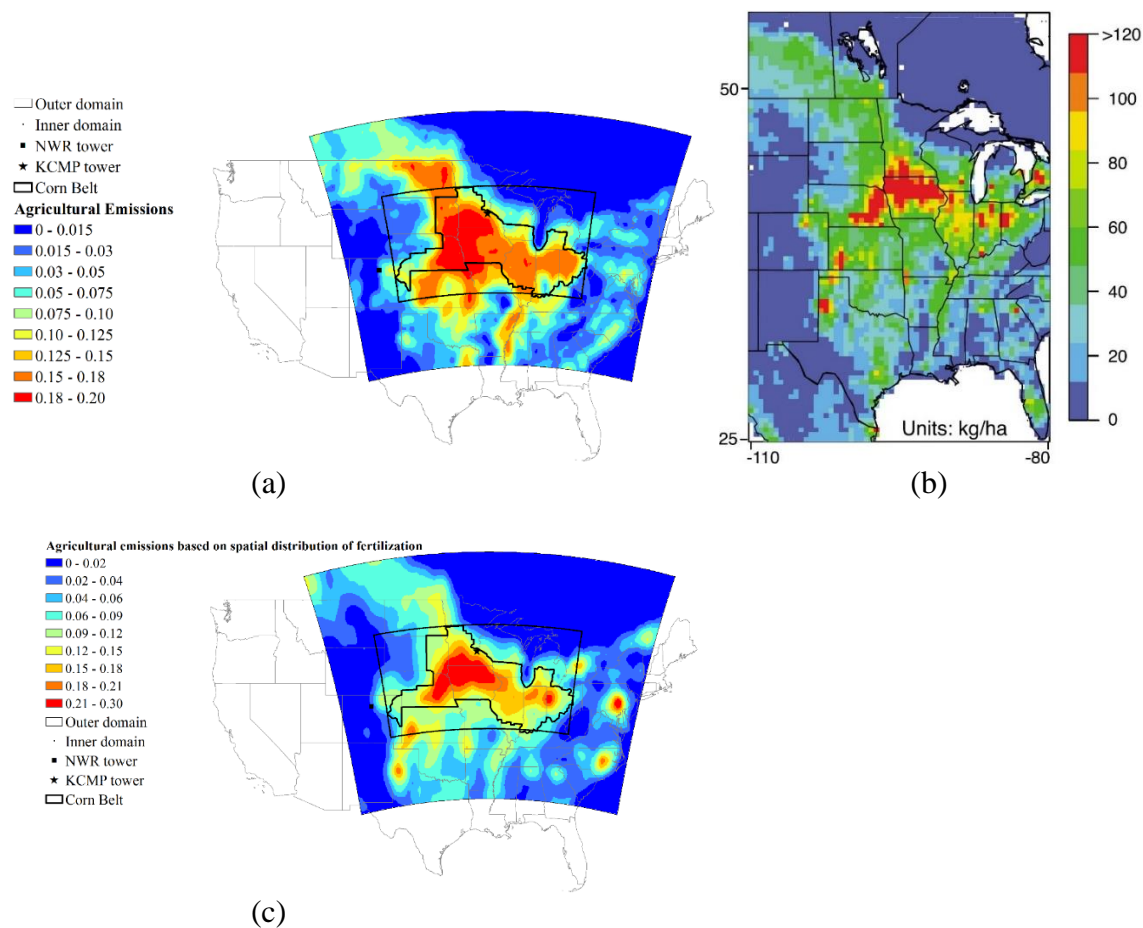 Outer domain
Inner domain
NWR tower
KCMP tower
Corn Belt
Agricultural Emissions
0 - 0.015
0.015 - 0.03
0.03 - 0.05
0.05 - 0.075
0.075 - 0.10
0.10 - 0.125
0.125 - 0.15
0.15 - 0.18
0.18 - 0.20
(a)
50
25
-110
-80
Units: kg/ha
>120
100
80
60
40
20
0
(b)
Agricultural emissions based on spatial distribution of fertilization
0 - 0.02
0.02 - 0.04
0.04 - 0.06
0.06 - 0.09
0.09 - 0.12
0.12 - 0.15
0.15 - 0.18
0.18 - 0.21
0.21 - 0.30
Outer domain
Inner domain
NWR tower
KCMP tower
Corn Belt
(c)